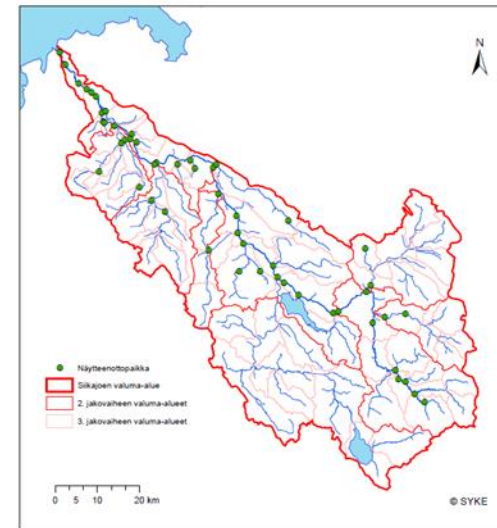 N
Näytteenottopaikka
Siikajoen valuma-alue
2. jakovaiheen valuma-alueet
3. jakovaiheen valuma-alueet
0 5 10 20 km
© SYKE